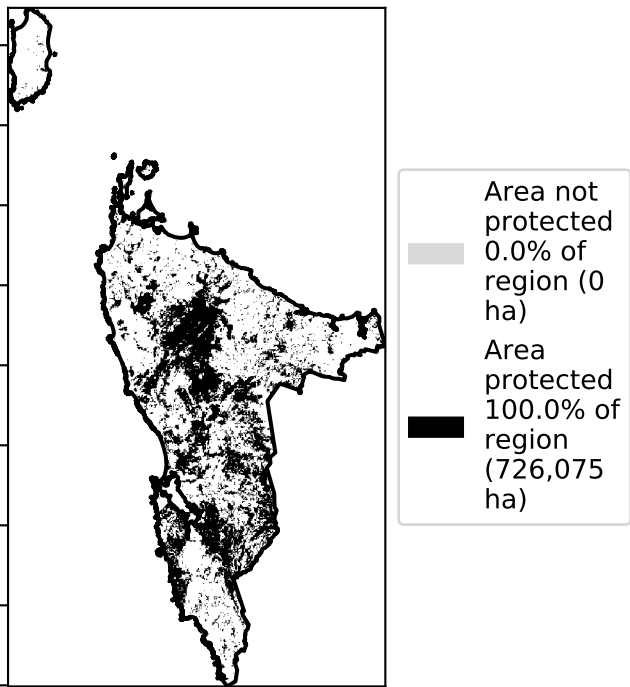 Area not
protected
0.0% of
region (0
ha)
Area
protected
100.0% of
region
(726,075
ha)